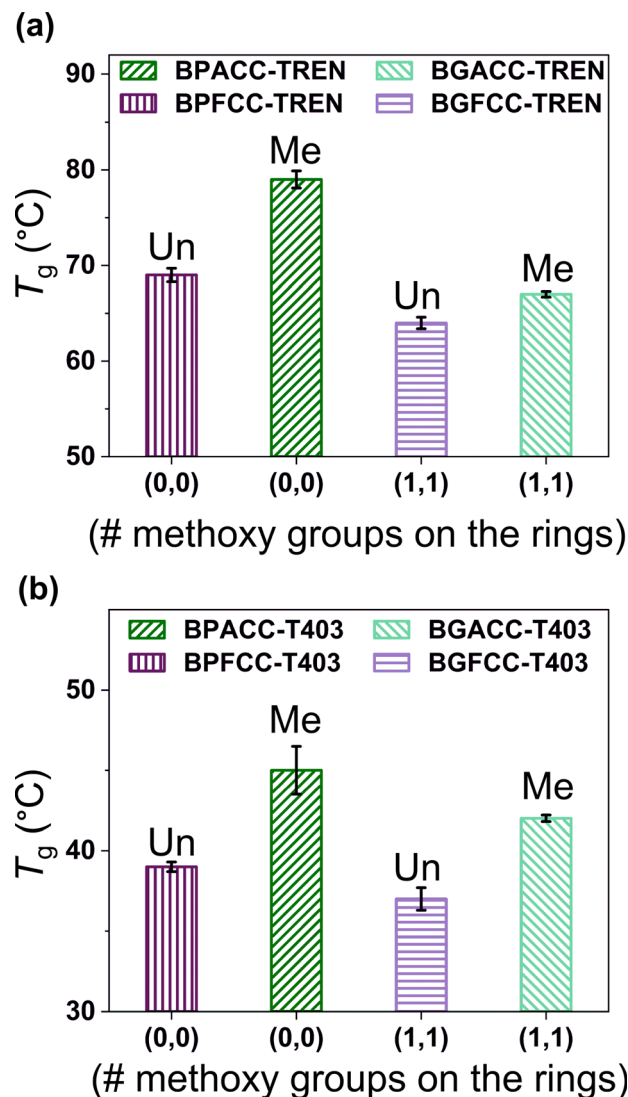 (a)
BPACC-TREN BGACC-TREN
BPFCC-TREN BGFCC-TREN
90
80
70
60
50
Tg (°C)
Un
Me
Un
Me
(0,0) (0,0) (1,1) (1,1)
(# methoxy groups on the rings)
(b)
BPACC-T403 BGACC-T403
BPFCC-T403 BGFCC-T403
50
40
30
Tg (°C)
Un
Me
Un
Me
(0,0) (0,0) (1,1) (1,1)
(# methoxy groups on the rings)